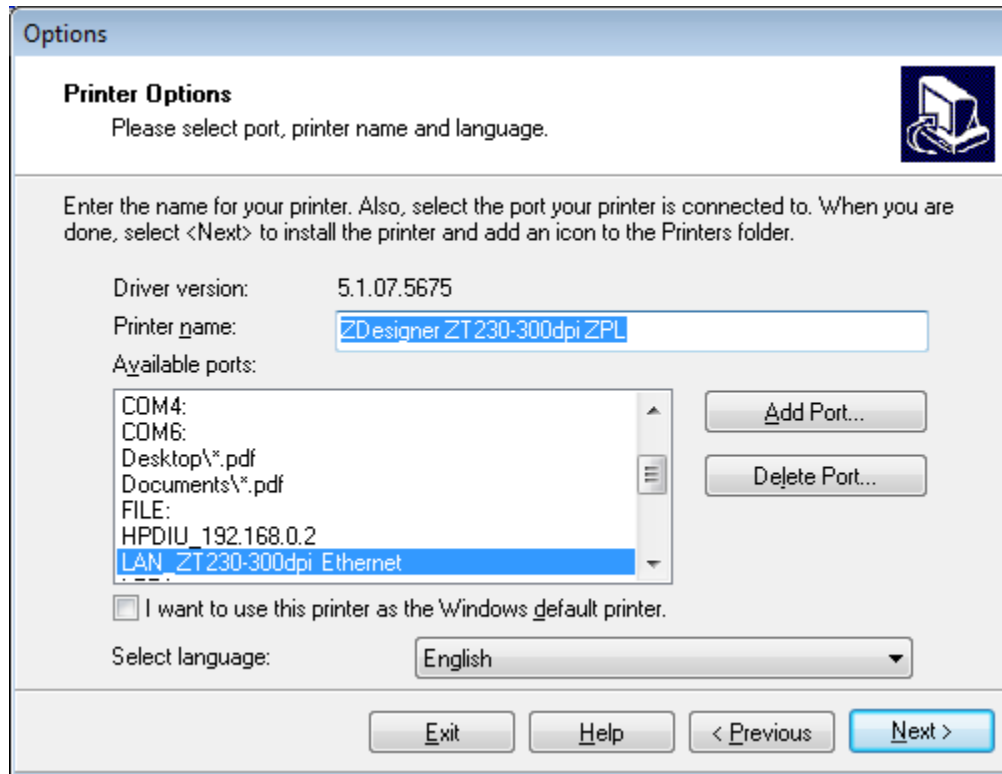 Options
Printer Options
Please select port, printer name and language.
Enter the name for your printer. Also, select the port your printer is connected to. When you are
done, select <Next> to install the printer and add an icon to the Printers folder.
Driver version: 5.1.07.5675
Printer name: ZDesigner ZT230-300dpi ZPL
Available ports:
COM4:
COM6:
Add Port...
Desktop\*.pdf
Documents\*.pdf
Delete Port...
FILE:
HPDIU_192.168.0.2
LAN_ZT230-300dpi Ethernet
I want to use this printer as the Windows default printer.
Select language: English
Exit Help < Previous Next >